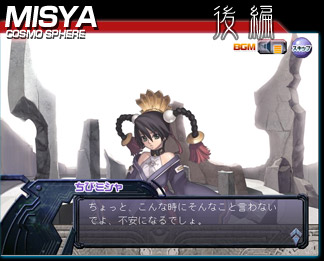 MISYA
COSMO SPHERE
後編
BGM
スキップ
ちびミシャ
ちょっと、こんな時にそんなこと言わない
でよ、不安になるでしょ。